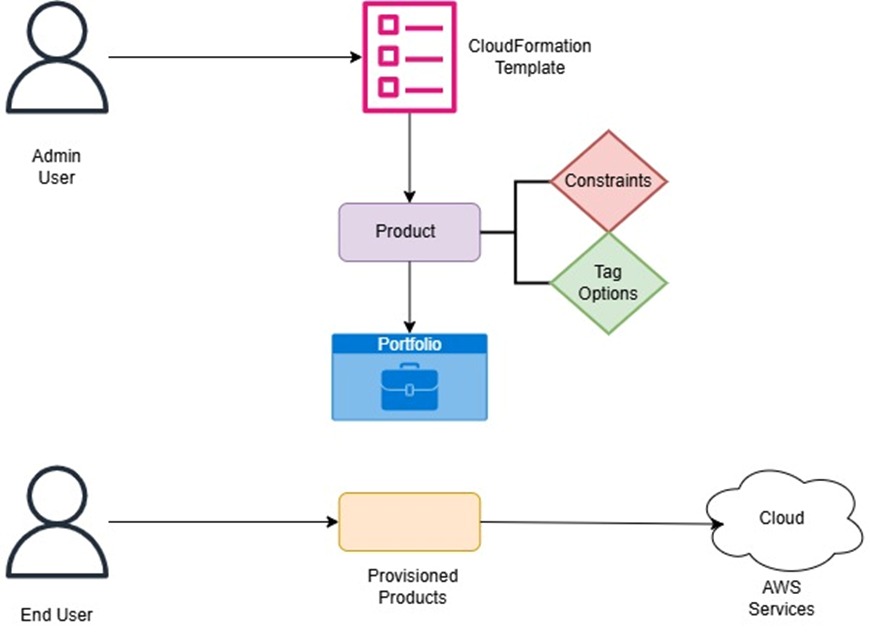 CloudFormation
Template
Admin
User
Constraints
Product
Tag
Options
Portfolio
Cloud
Provisioned
Products
AWS
Services
End User